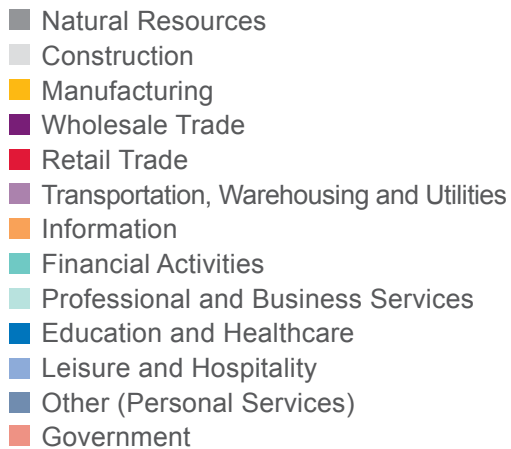 Natural Resources
Construction
Manufacturing
Wholesale Trade
Retail Trade
Transportation, Warehousing and Utilities
Information
Financial Activities
Professional and Business Services
Education and Healthcare
Leisure and Hospitality
Other (Personal Services)
Government